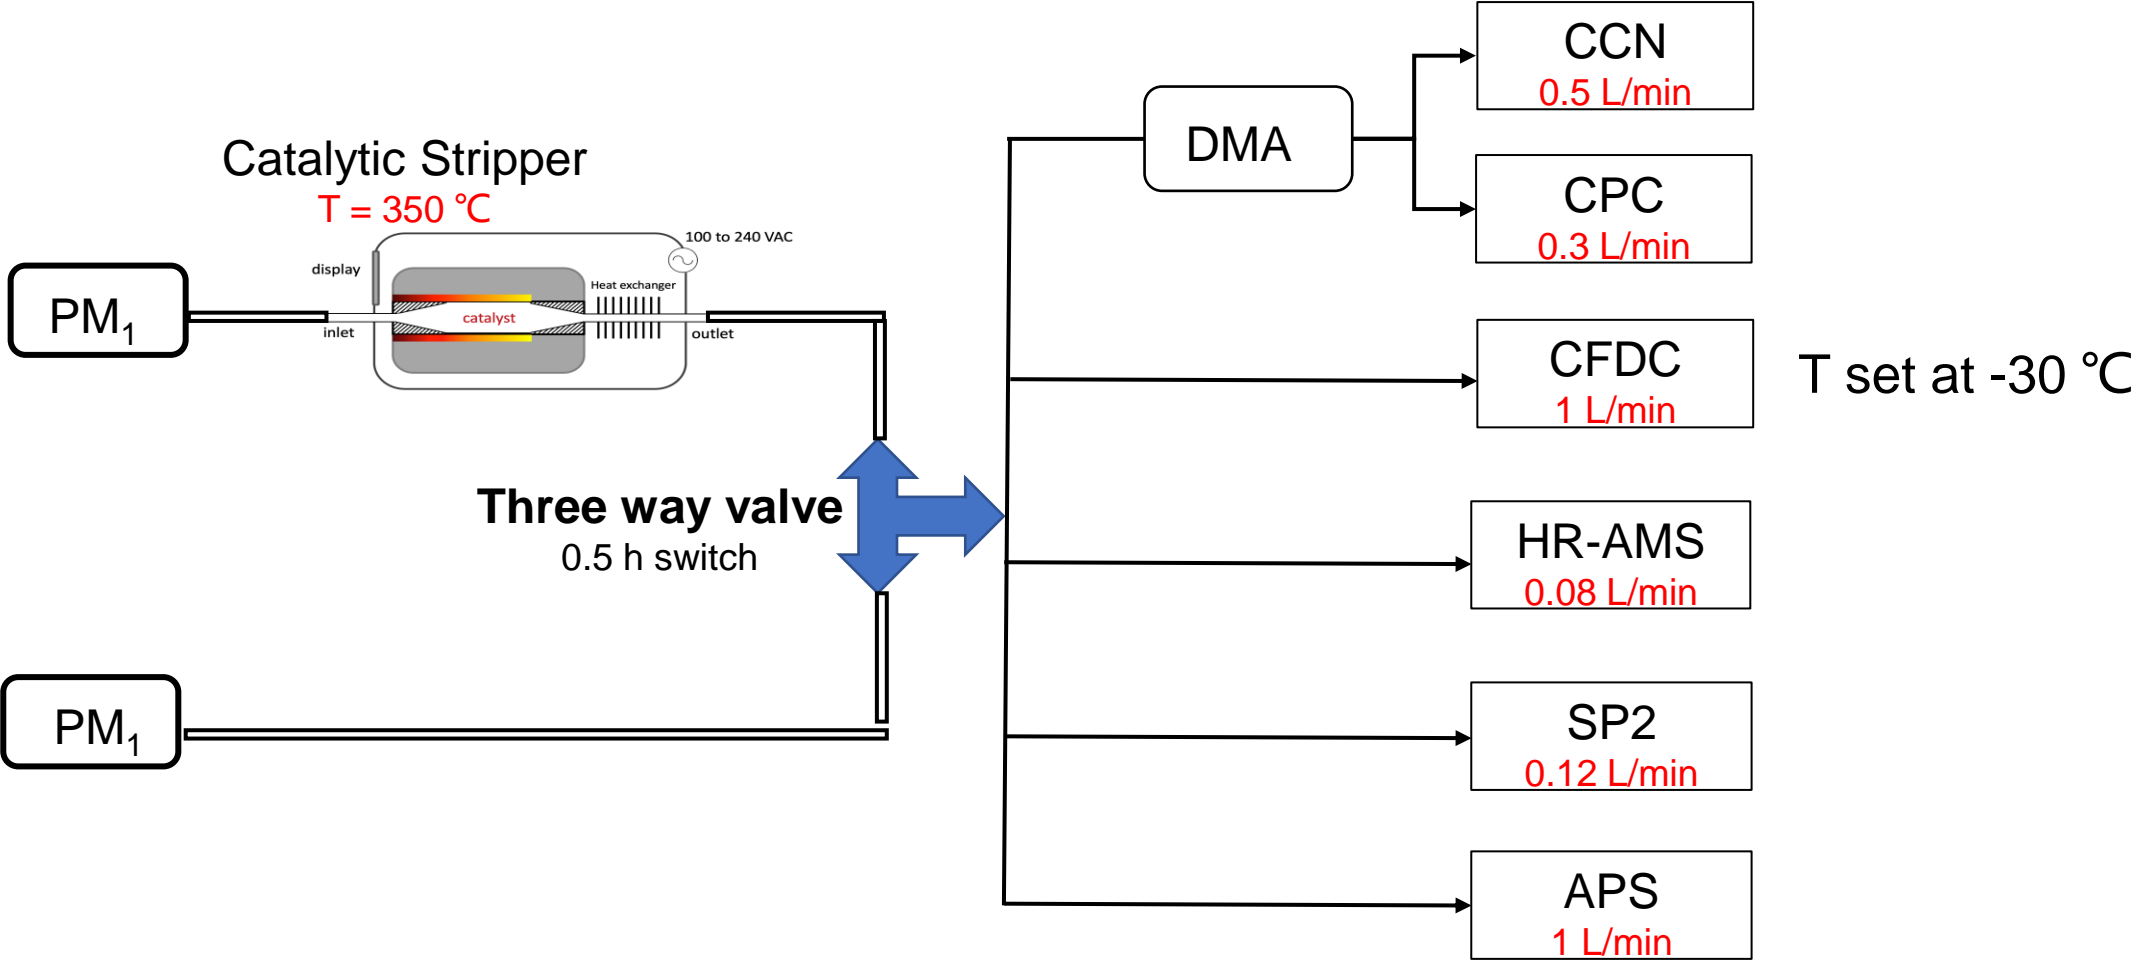 Catalytic Stripper
T = 350 ℃
100 to 240 VAC
display
Heat exchanger
catalyst
inlet
outlet
PM₁
Three way valve
0.5 h switch
PM₁
DMA
CCN
0.5 L/min
CPC
0.3 L/min
CFDC
1 L/min
T set at -30 ℃
HR-AMS
0.08 L/min
SP2
0.12 L/min
APS
1 L/min